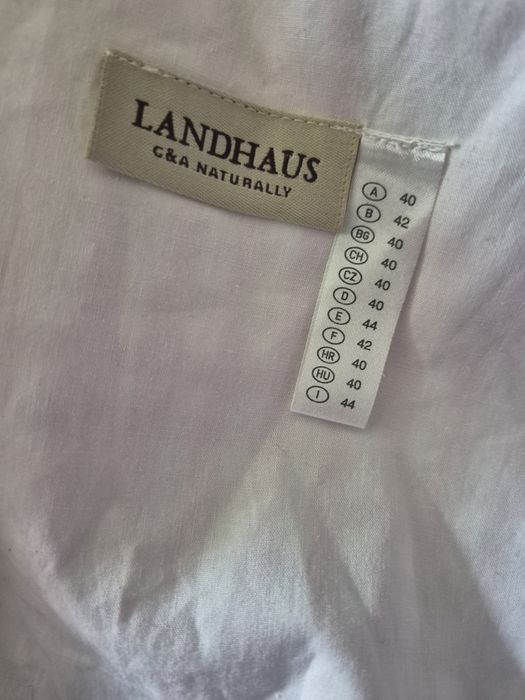 LANDHAUS
C&A NATURALLY
A 40
B 42
BG 40
CH 40
CZ 40
D 40
E 44
F 42
HR 40
HU 40
I 44